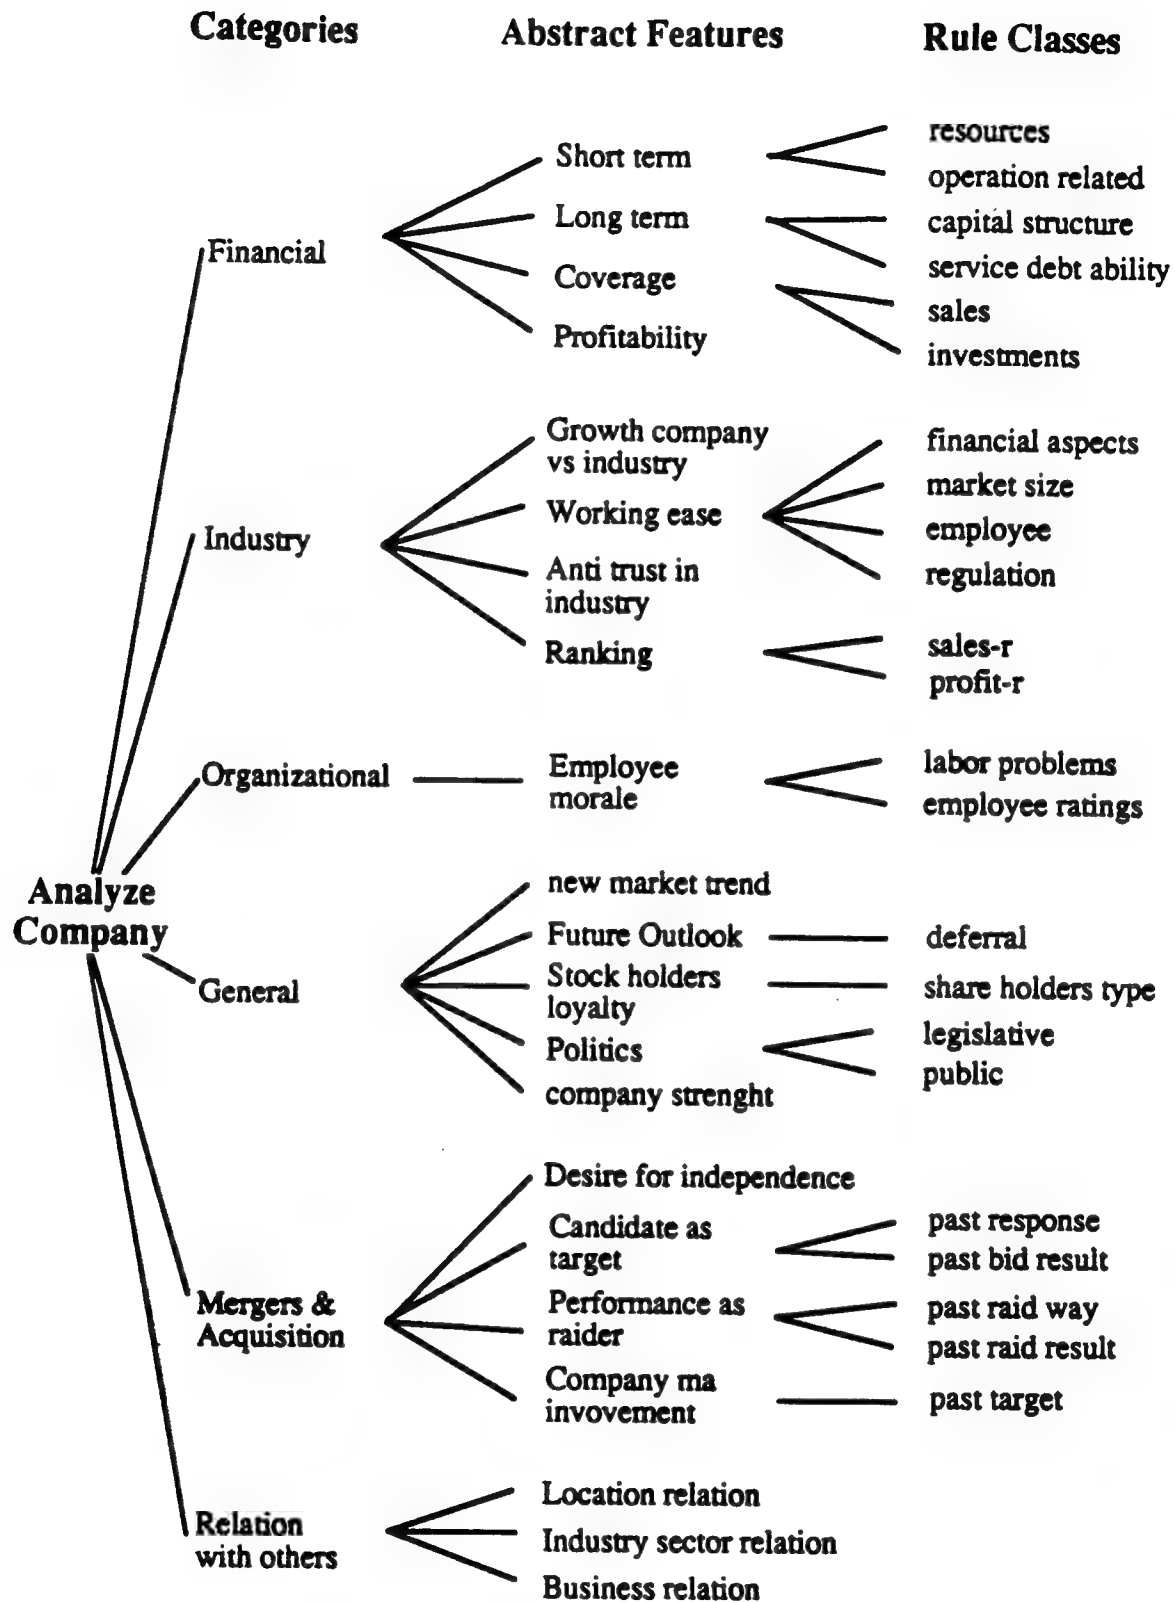 Categories Abstract Features Rule Classes
resources
Short term
operation related
Long term
capital structure
Financial
service debt ability
Coverage
sales
Profitability
investments
Growth company
vs industry
financial aspects
market size
Working ease
employee
Industry
Anti trust in
industry
regulation
Ranking
sales-r
profit-r
Organizational
Employee
morale
labor problems
employee ratings
Analyze
Company
new market trend
Future Outlook
deferral
General
Stock holders
loyalty
share holders type
Politics
legislative
public
company strenght
Desire for independence
Candidate as
target
past response
past bid result
Mergers &
Acquisition
Performance as
raider
past raid way
past raid result
Company ma
invovement
past target
Relation
with others
Location relation
Industry sector relation
Business relation